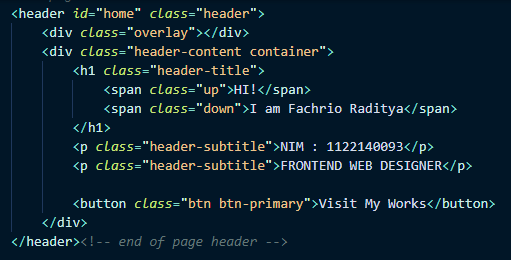 <header id="home" class="header">
<div class="overlay"></div>
<div class="header-content container">
<h1 class="header-title">
<span class="up">HI!</span>
<span class="down">I am Fachrio Raditya</span>
</h1>
<p class="header-subtitle">NIM : 1122140093</p>
<p class="header-subtitle">FRONTEND WEB DESIGNER</p>
<button class="btn btn-primary">Visit My Works</button>
</div>
</header><!-- end of page header -->